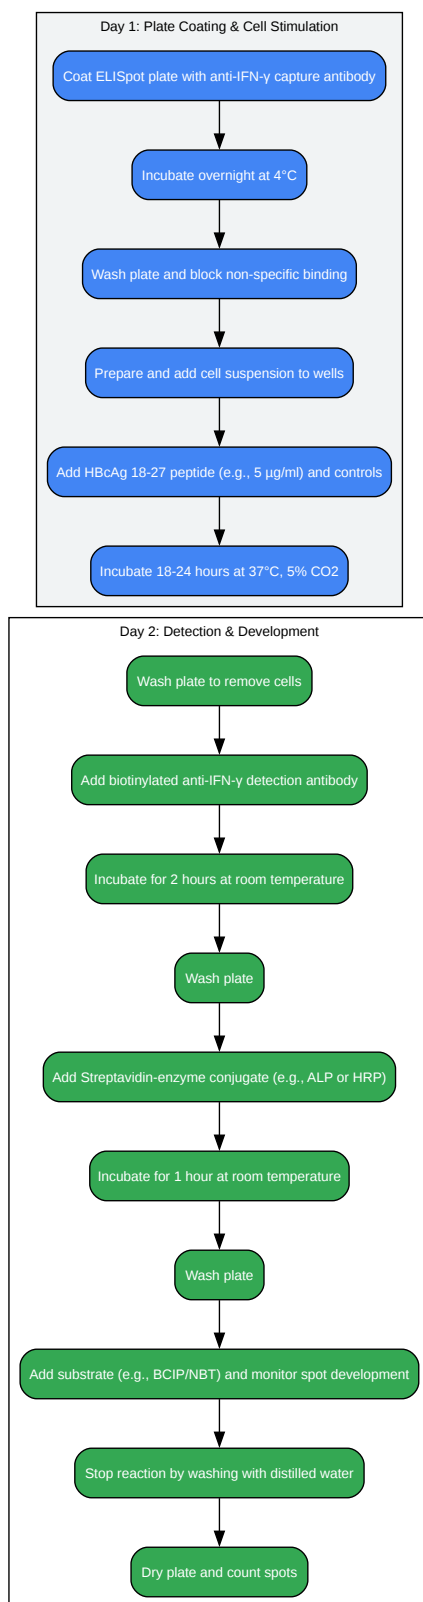 Day 1: Plate Coating & Cell Stimulation
Coat ELISpot plate with anti-IFN-γ capture antibody
Incubate overnight at 4°C
Wash plate and block non-specific binding
Prepare and add cell suspension to wells
Add HBcAg 18-27 peptide (e.g., 5 µg/ml) and controls
Incubate 18-24 hours at 37°C, 5% CO2
Day 2: Detection & Development
Wash plate to remove cells
Add biotinylated anti-IFN-γ detection antibody
Incubate for 2 hours at room temperature
Wash plate
Add Streptavidin-enzyme conjugate (e.g., ALP or HRP)
Incubate for 1 hour at room temperature
Wash plate
Add substrate (e.g., BCIP/NBT) and monitor spot development
Stop reaction by washing with distilled water
Dry plate and count spots